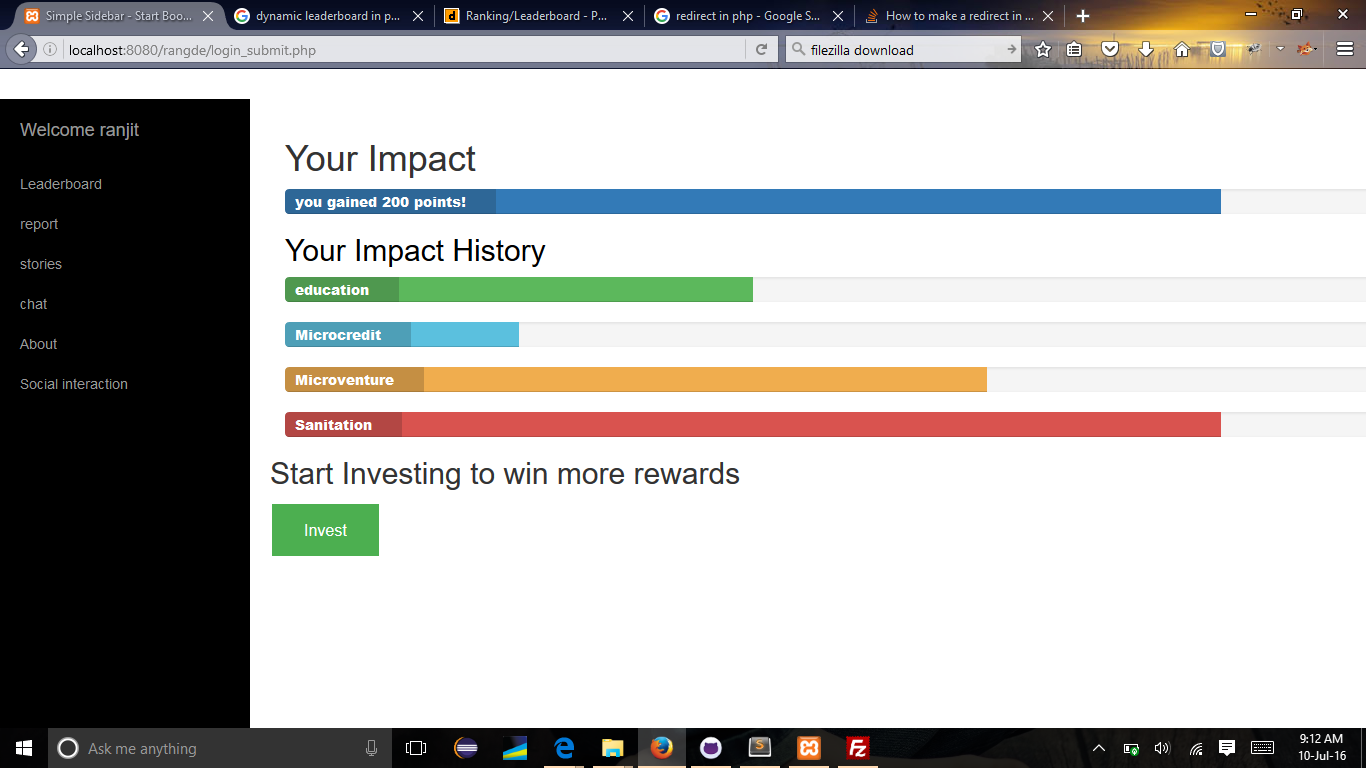 Simple Sidebar - Start Boo...
dynamic leaderboard in p...
Ranking/Leaderboard - P...
redirect in php - Google S...
How to make a redirect in ...
localhost:8080/rangde/login_submit.php
filezilla download
Welcome ranjit
Leaderboard
report
stories
chat
About
Social interaction
Your Impact
you gained 200 points!
Your Impact History
education
Microcredit
Microventure
Sanitation
Start Investing to win more rewards
Invest
Ask me anything
9:12 AM
10-Jul-16